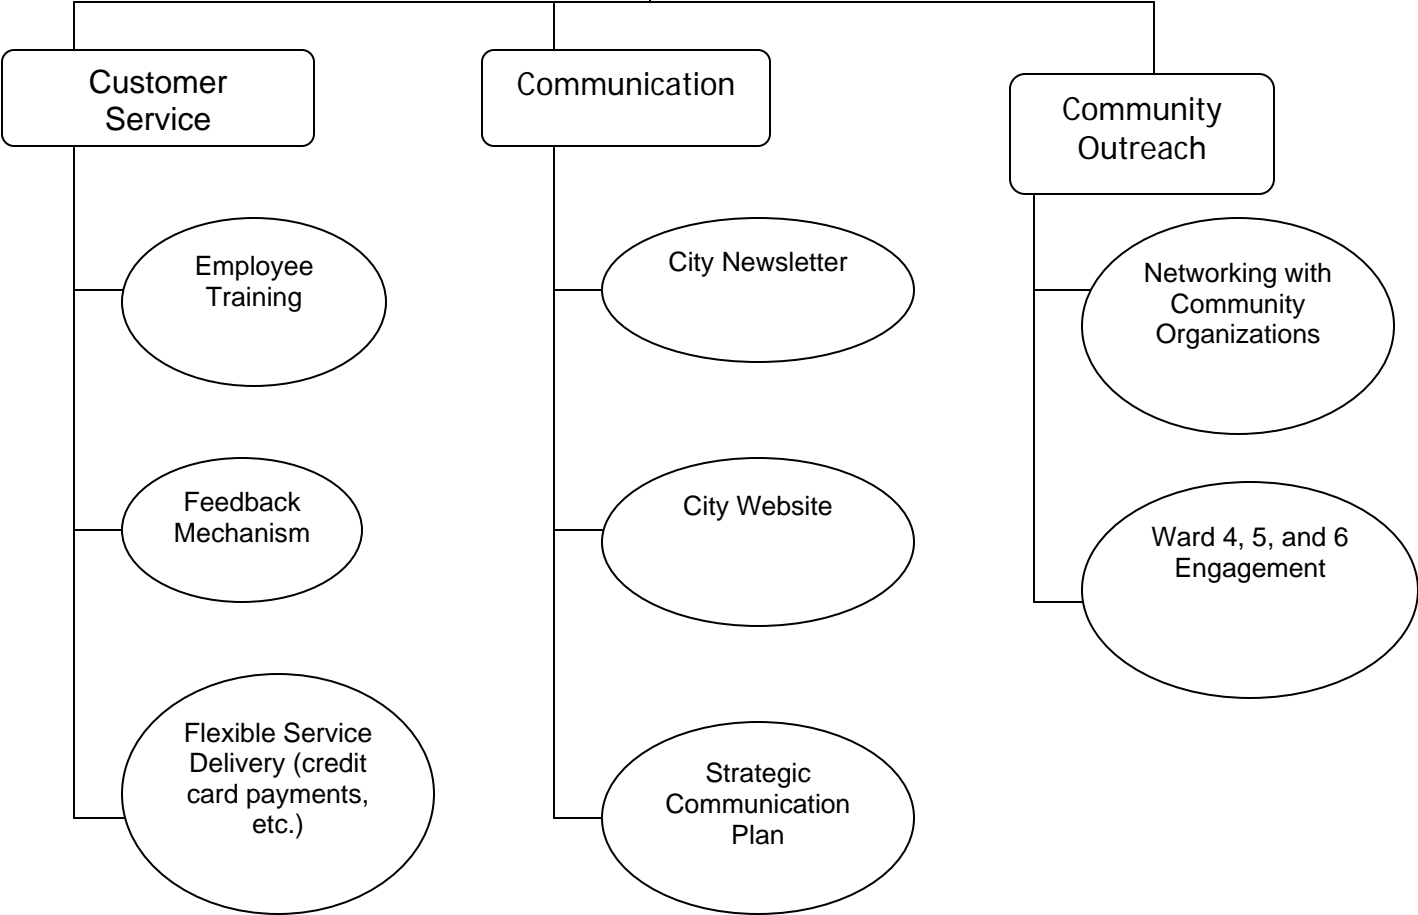 Customer
Service
Communication
Community
Outreach
Employee
Training
City Newsletter
Networking with
Community
Organizations
Feedback
Mechanism
City Website
Ward 4, 5, and 6
Engagement
Flexible Service
Delivery (credit
card payments,
etc.)
Strategic
Communication
Plan